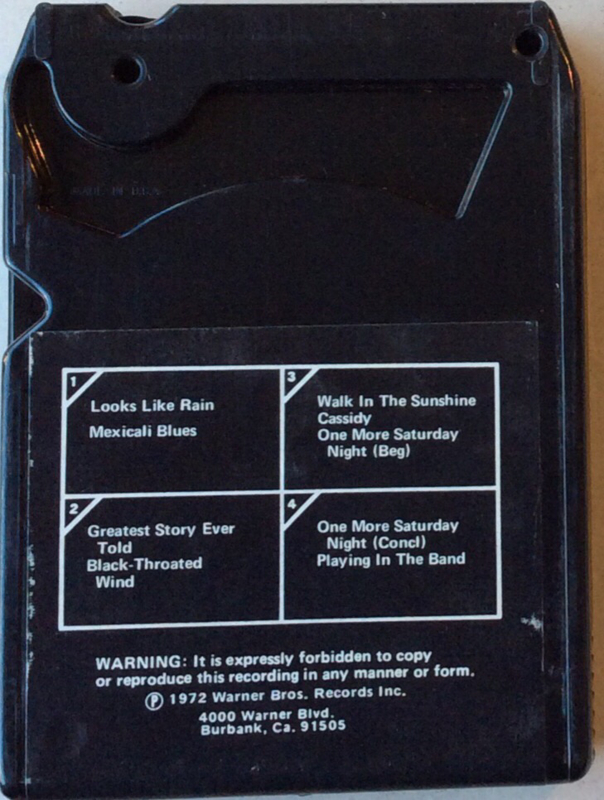 MADE IN U.S.A.
1
Looks Like Rain
Mexicali Blues
2
Greatest Story Ever
Told
Black-Throated
Wind
3
Walk In The Sunshine
Cassidy
One More Saturday
Night (Beg)
4
One More Saturday
Night (Concl)
Playing In The Band
WARNING: It is expressly forbidden to copy
or reproduce this recording in any manner or form.
Ⓟ 1972 Warner Bros. Records Inc.
4000 Warner Blvd.
Burbank, Ca. 91505